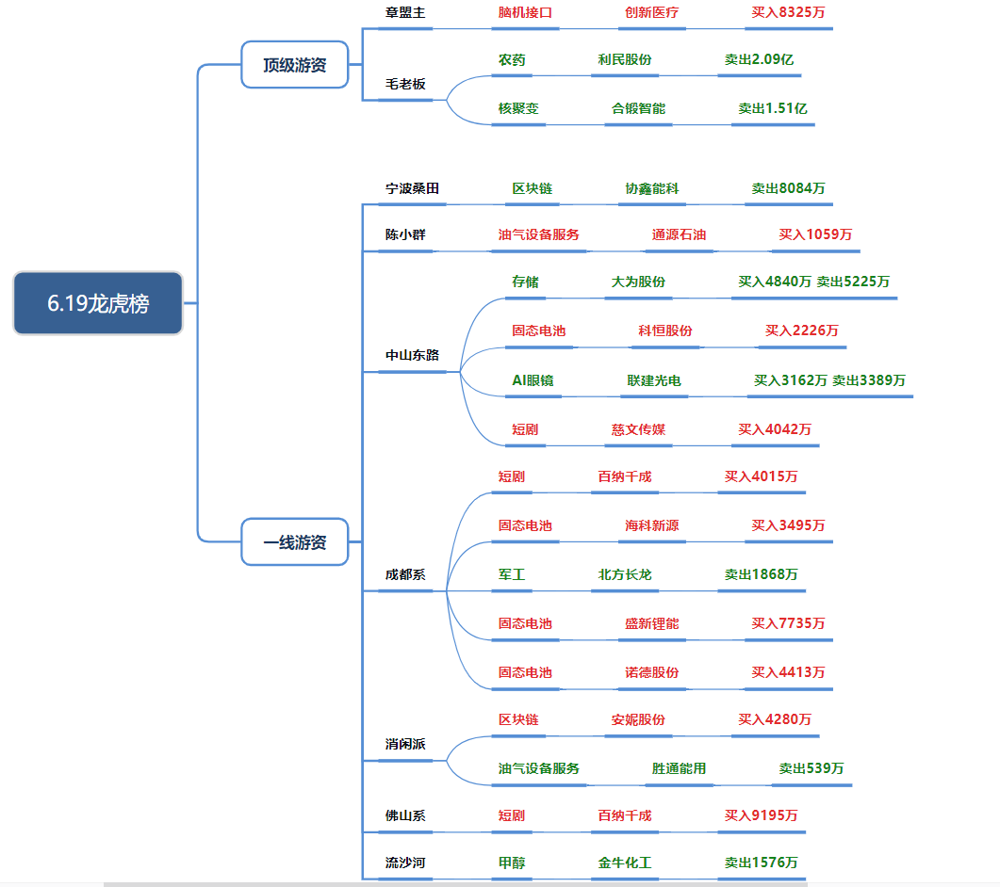 6.19龙虎榜
顶级游资
章盟主 脑机接口 创新医疗 买入8325万
毛老板
农药 利民股份 卖出2.09亿
核聚变 合锻智能 卖出1.51亿
一线游资
宁波桑田 区块链 协鑫能科 卖出8084万
陈小群 油气设备服务 通源石油 买入1059万
中山东路
存储 大为股份 买入4840万 卖出5225万
固态电池 科恒股份 买入2226万
AI眼镜 联建光电 买入3162万 卖出3389万
短剧 慈文传媒 买入4042万
成都系
短剧 百纳千成 买入4015万
固态电池 海科新源 买入3495万
军工 北方长龙 卖出1868万
固态电池 盛新锂能 买入7735万
固态电池 诺德股份 买入4413万
消闲派
区块链 安妮股份 买入4280万
油气设备服务 胜通能用 卖出539万
佛山系 短剧 百纳千成 买入9195万
流沙河 甲醇 金牛化工 卖出1576万